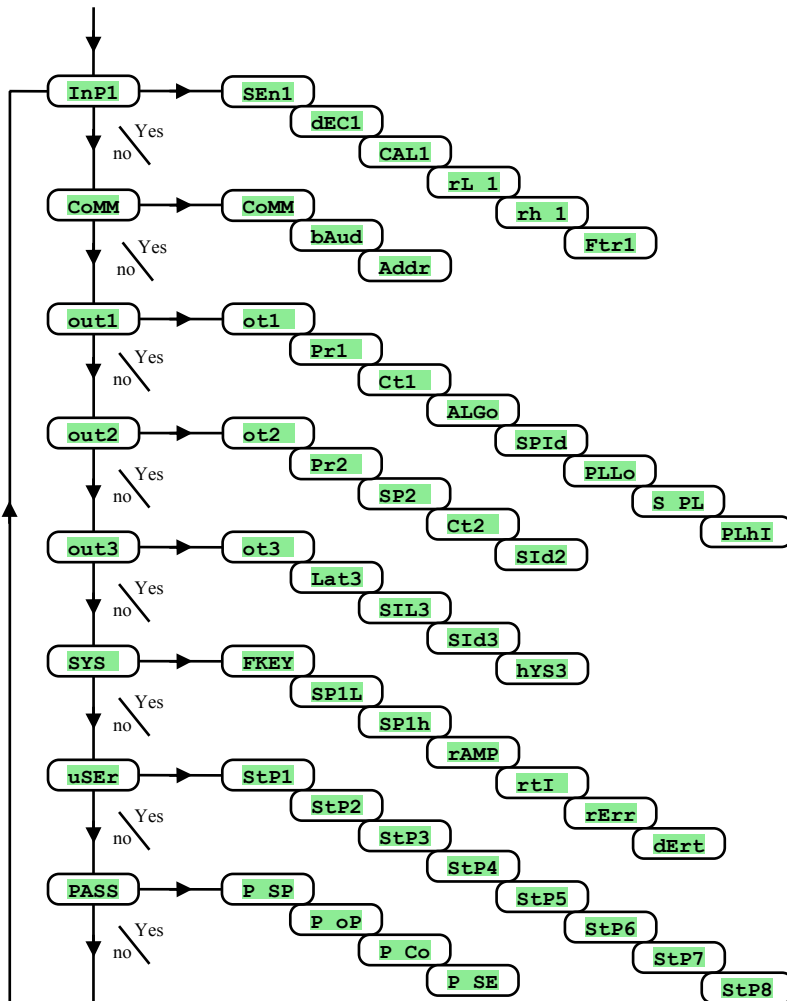 InP1 SEn1
dEC1
Yes
no CAL1
rL 1
CoMM CoMM rh 1
bAud Ftr1
Yes
no Addr
out1 ot1
Pr1
Yes
no Ct1
ALGo
out2 ot2 SPId
Pr2 PLLo
Yes
no SP2 S PL
Ct2 PLhI
out3 ot3 SId2
Lat3
Yes
no SIL3
SId3
SYS FKEY hYS3
SP1L
Yes
no SP1h
rAMP
uSEr StP1 rtI
StP2 rErr
Yes
no StP3 dErt
StP4
PASS P SP StP5
P oP StP6
Yes
no P Co StP7
P SE StP8